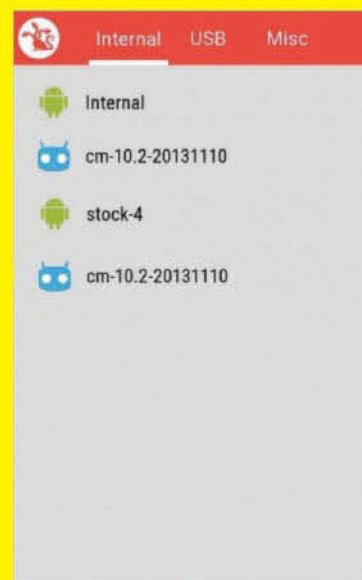 Internal USB Misc
Internal
cm-10.2-20131110
stock-4
cm-10.2-20131110